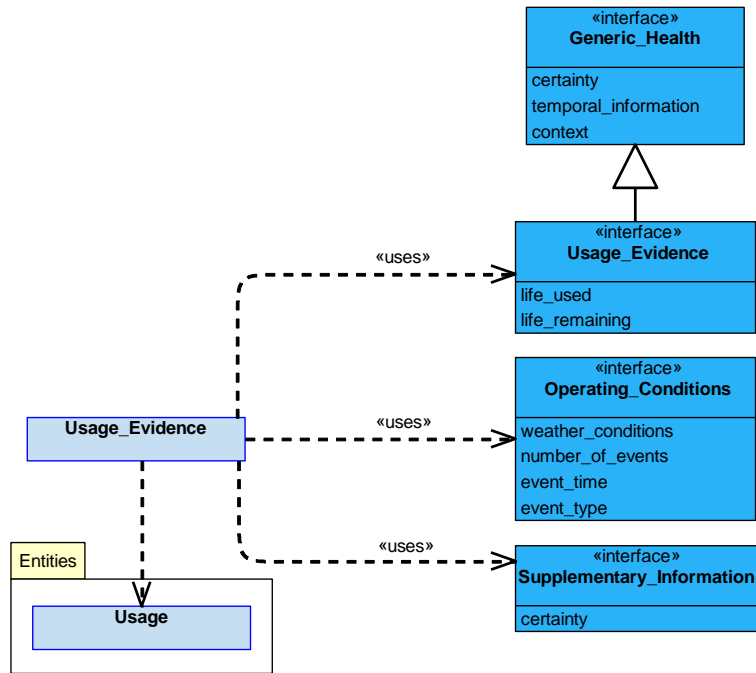 «interface»
Generic_Health
certainty
temporal_information
context
«interface»
Usage_Evidence
life_used
life_remaining
«uses»
«interface»
Operating_Conditions
weather_conditions
number_of_events
event_time
event_type
Usage_Evidence
«uses»
«uses»
«interface»
Supplementary_Information
certainty
Entities
Usage